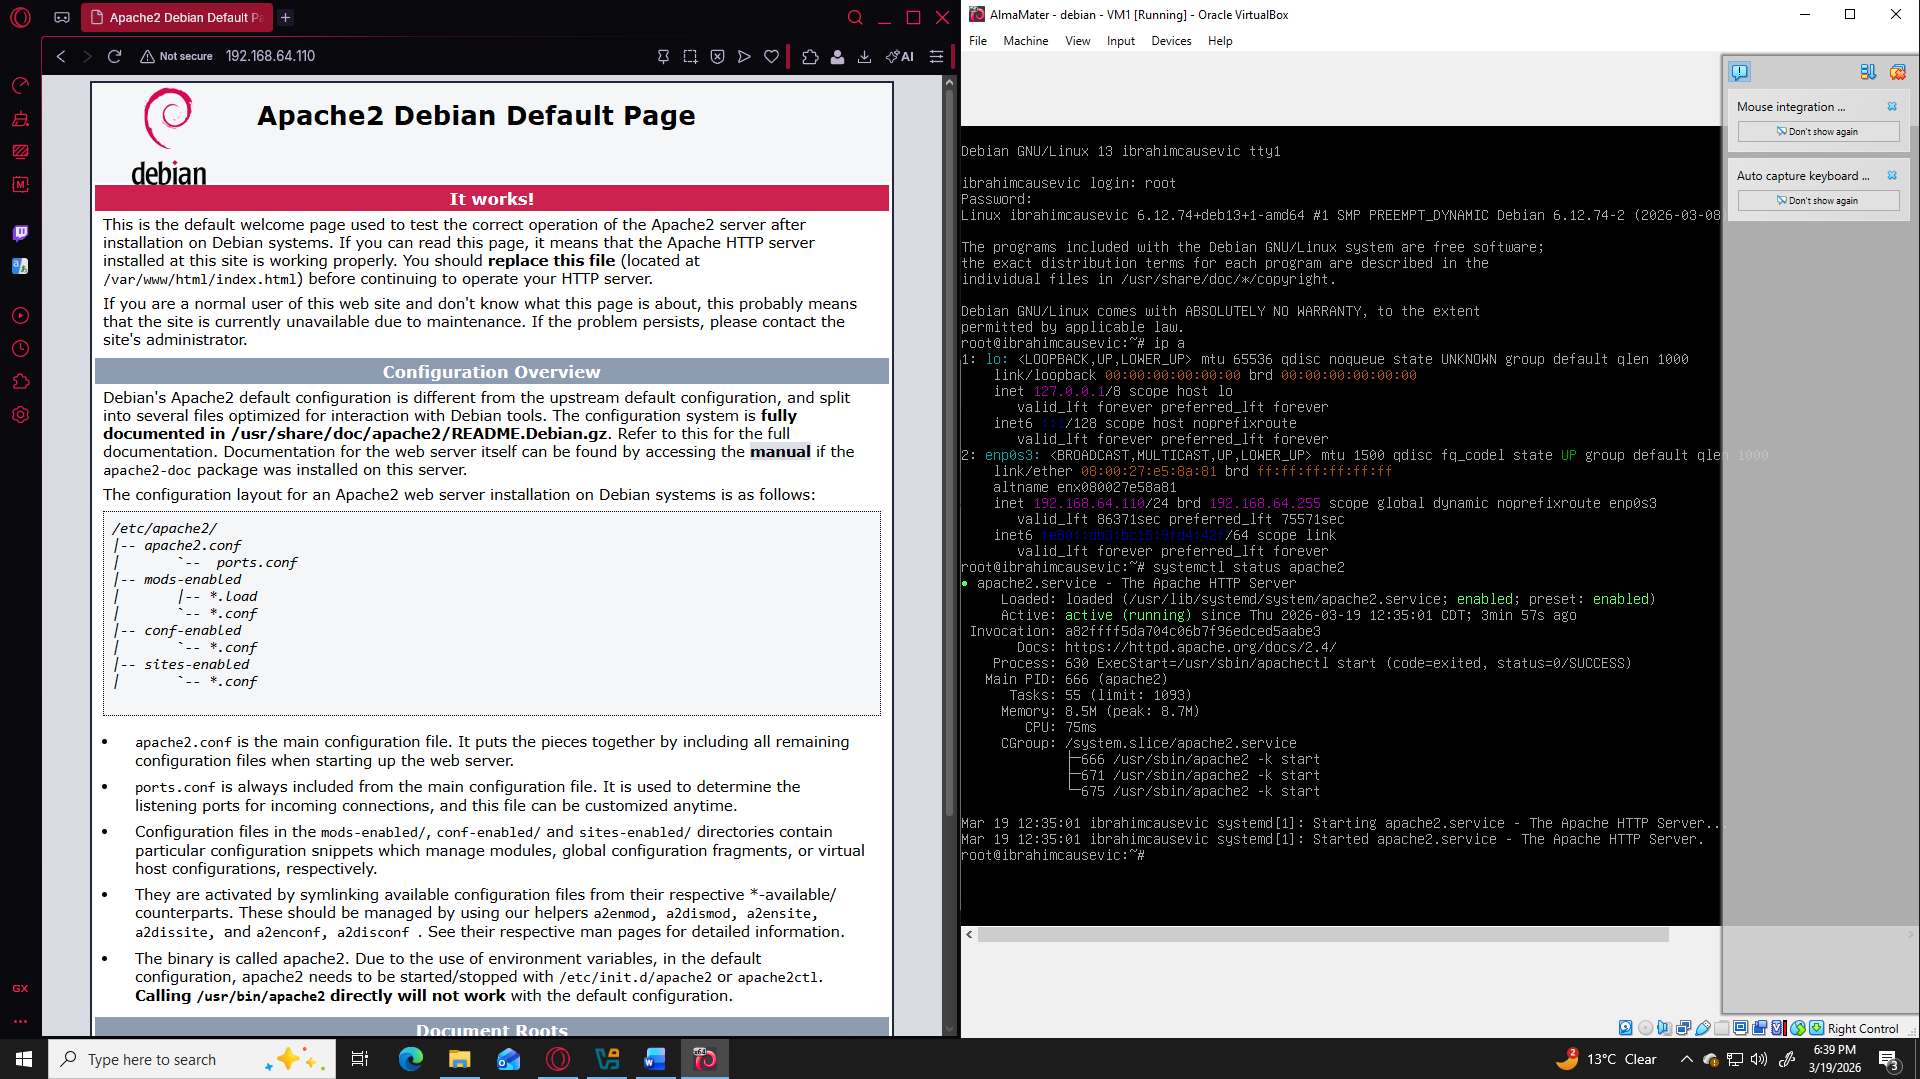 Apache2 Debian Default P
Not secure
192.168.64.110
AI
debian
Apache2 Debian Default Page
It works!
This is the default welcome page used to test the correct operation of the Apache2 server after
installation on Debian systems. If you can read this page, it means that the Apache HTTP server
installed at this site is working properly. You should replace this file (located at
/var/www/html/index.html) before continuing to operate your HTTP server.
If you are a normal user of this web site and don't know what this page is about, this probably means
that the site is currently unavailable due to maintenance. If the problem persists, please contact the
site's administrator.
Configuration Overview
Debian's Apache2 default configuration is different from the upstream default configuration, and split
into several files optimized for interaction with Debian tools. The configuration system is fully
documented in /usr/share/doc/apache2/README.Debian.gz. Refer to this for the full
documentation. Documentation for the web server itself can be found by accessing the manual if the
apache2-doc package was installed on this server.
The configuration layout for an Apache2 web server installation on Debian systems is as follows:
/etc/apache2/
|-- apache2.conf
|       `--  ports.conf
|-- mods-enabled
|       |-- *.load
|       `-- *.conf
|-- conf-enabled
|       `-- *.conf
|-- sites-enabled
|       `-- *.conf
• apache2.conf is the main configuration file. It puts the pieces together by including all remaining
configuration files when starting up the web server.
• ports.conf is always included from the main configuration file. It is used to determine the
listening ports for incoming connections, and this file can be customized anytime.
• Configuration files in the mods-enabled/, conf-enabled/ and sites-enabled/ directories contain
particular configuration snippets which manage modules, global configuration fragments, or virtual
host configurations, respectively.
• They are activated by symlinking available configuration files from their respective *-available/
counterparts. These should be managed by using our helpers a2enmod, a2dismod, a2ensite,
a2dissite, and a2enconf, a2disconf . See their respective man pages for detailed information.
• The binary is called apache2. Due to the use of environment variables, in the default
configuration, apache2 needs to be started/stopped with /etc/init.d/apache2 or apache2ctl.
Calling /usr/bin/apache2 directly will not work with the default configuration.
Document Roots
GX
AlmaMater - debian - VM1 [Running] - Oracle VirtualBox
File Machine View Input Devices Help
Mouse integration ...
Don't show again
Auto capture keyboard ...
Don't show again
Debian GNU/Linux 13 ibrahimcausevic tty1
ibrahimcausevic login: root
Password:
Linux ibrahimcausevic 6.12.74+deb13+1-amd64 #1 SMP PREEMPT_DYNAMIC Debian 6.12.74-2 (2026-03-08
The programs included with the Debian GNU/Linux system are free software;
the exact distribution terms for each program are described in the
individual files in /usr/share/doc/*/copyright.
Debian GNU/Linux comes with ABSOLUTELY NO WARRANTY, to the extent
permitted by applicable law.
root@ibrahimcausevic:~# ip a
1: lo: <LOOPBACK,UP,LOWER_UP> mtu 65536 qdisc noqueue state UNKNOWN group default qlen 1000
    link/loopback 00:00:00:00:00:00 brd 00:00:00:00:00:00
    inet 127.0.0.1/8 scope host lo
       valid_lft forever preferred_lft forever
    inet6 ::1/128 scope host noprefixroute
       valid_lft forever preferred_lft forever
2: enp0s3: <BROADCAST,MULTICAST,UP,LOWER_UP> mtu 1500 qdisc fq_codel state UP group default qlen 1000
    link/ether 08:00:27:e5:8a:81 brd ff:ff:ff:ff:ff:ff
    altname enx080027e58a81
    inet 192.168.64.110/24 brd 192.168.64.255 scope global dynamic noprefixroute enp0s3
       valid_lft 86371sec preferred_lft 75571sec
    inet6 /64 scope link
       valid_lft forever preferred_lft forever
root@ibrahimcausevic:~# systemctl status apache2
● apache2.service - The Apache HTTP Server
     Loaded: loaded (/usr/lib/systemd/system/apache2.service; enabled; preset: enabled)
     Active: active (running) since Thu 2026-03-19 12:35:01 CDT; 3min 57s ago
 Invocation: a82ffff5da704c06b7f96edced5aabe3
       Docs: https://httpd.apache.org/docs/2.4/
    Process: 630 ExecStart=/usr/sbin/apachectl start (code=exited, status=0/SUCCESS)
   Main PID: 666 (apache2)
      Tasks: 55 (limit: 1093)
     Memory: 8.5M (peak: 8.7M)
        CPU: 75ms
     CGroup: /system.slice/apache2.service
             ├─666 /usr/sbin/apache2 -k start
             ├─671 /usr/sbin/apache2 -k start
             └─675 /usr/sbin/apache2 -k start
Mar 19 12:35:01 ibrahimcausevic systemd[1]: Starting apache2.service - The Apache HTTP Server...
Mar 19 12:35:01 ibrahimcausevic systemd[1]: Started apache2.service - The Apache HTTP Server.
root@ibrahimcausevic:~#
Right Control
Type here to search
2
13°C Clear
6:39 PM
3/19/2026
3